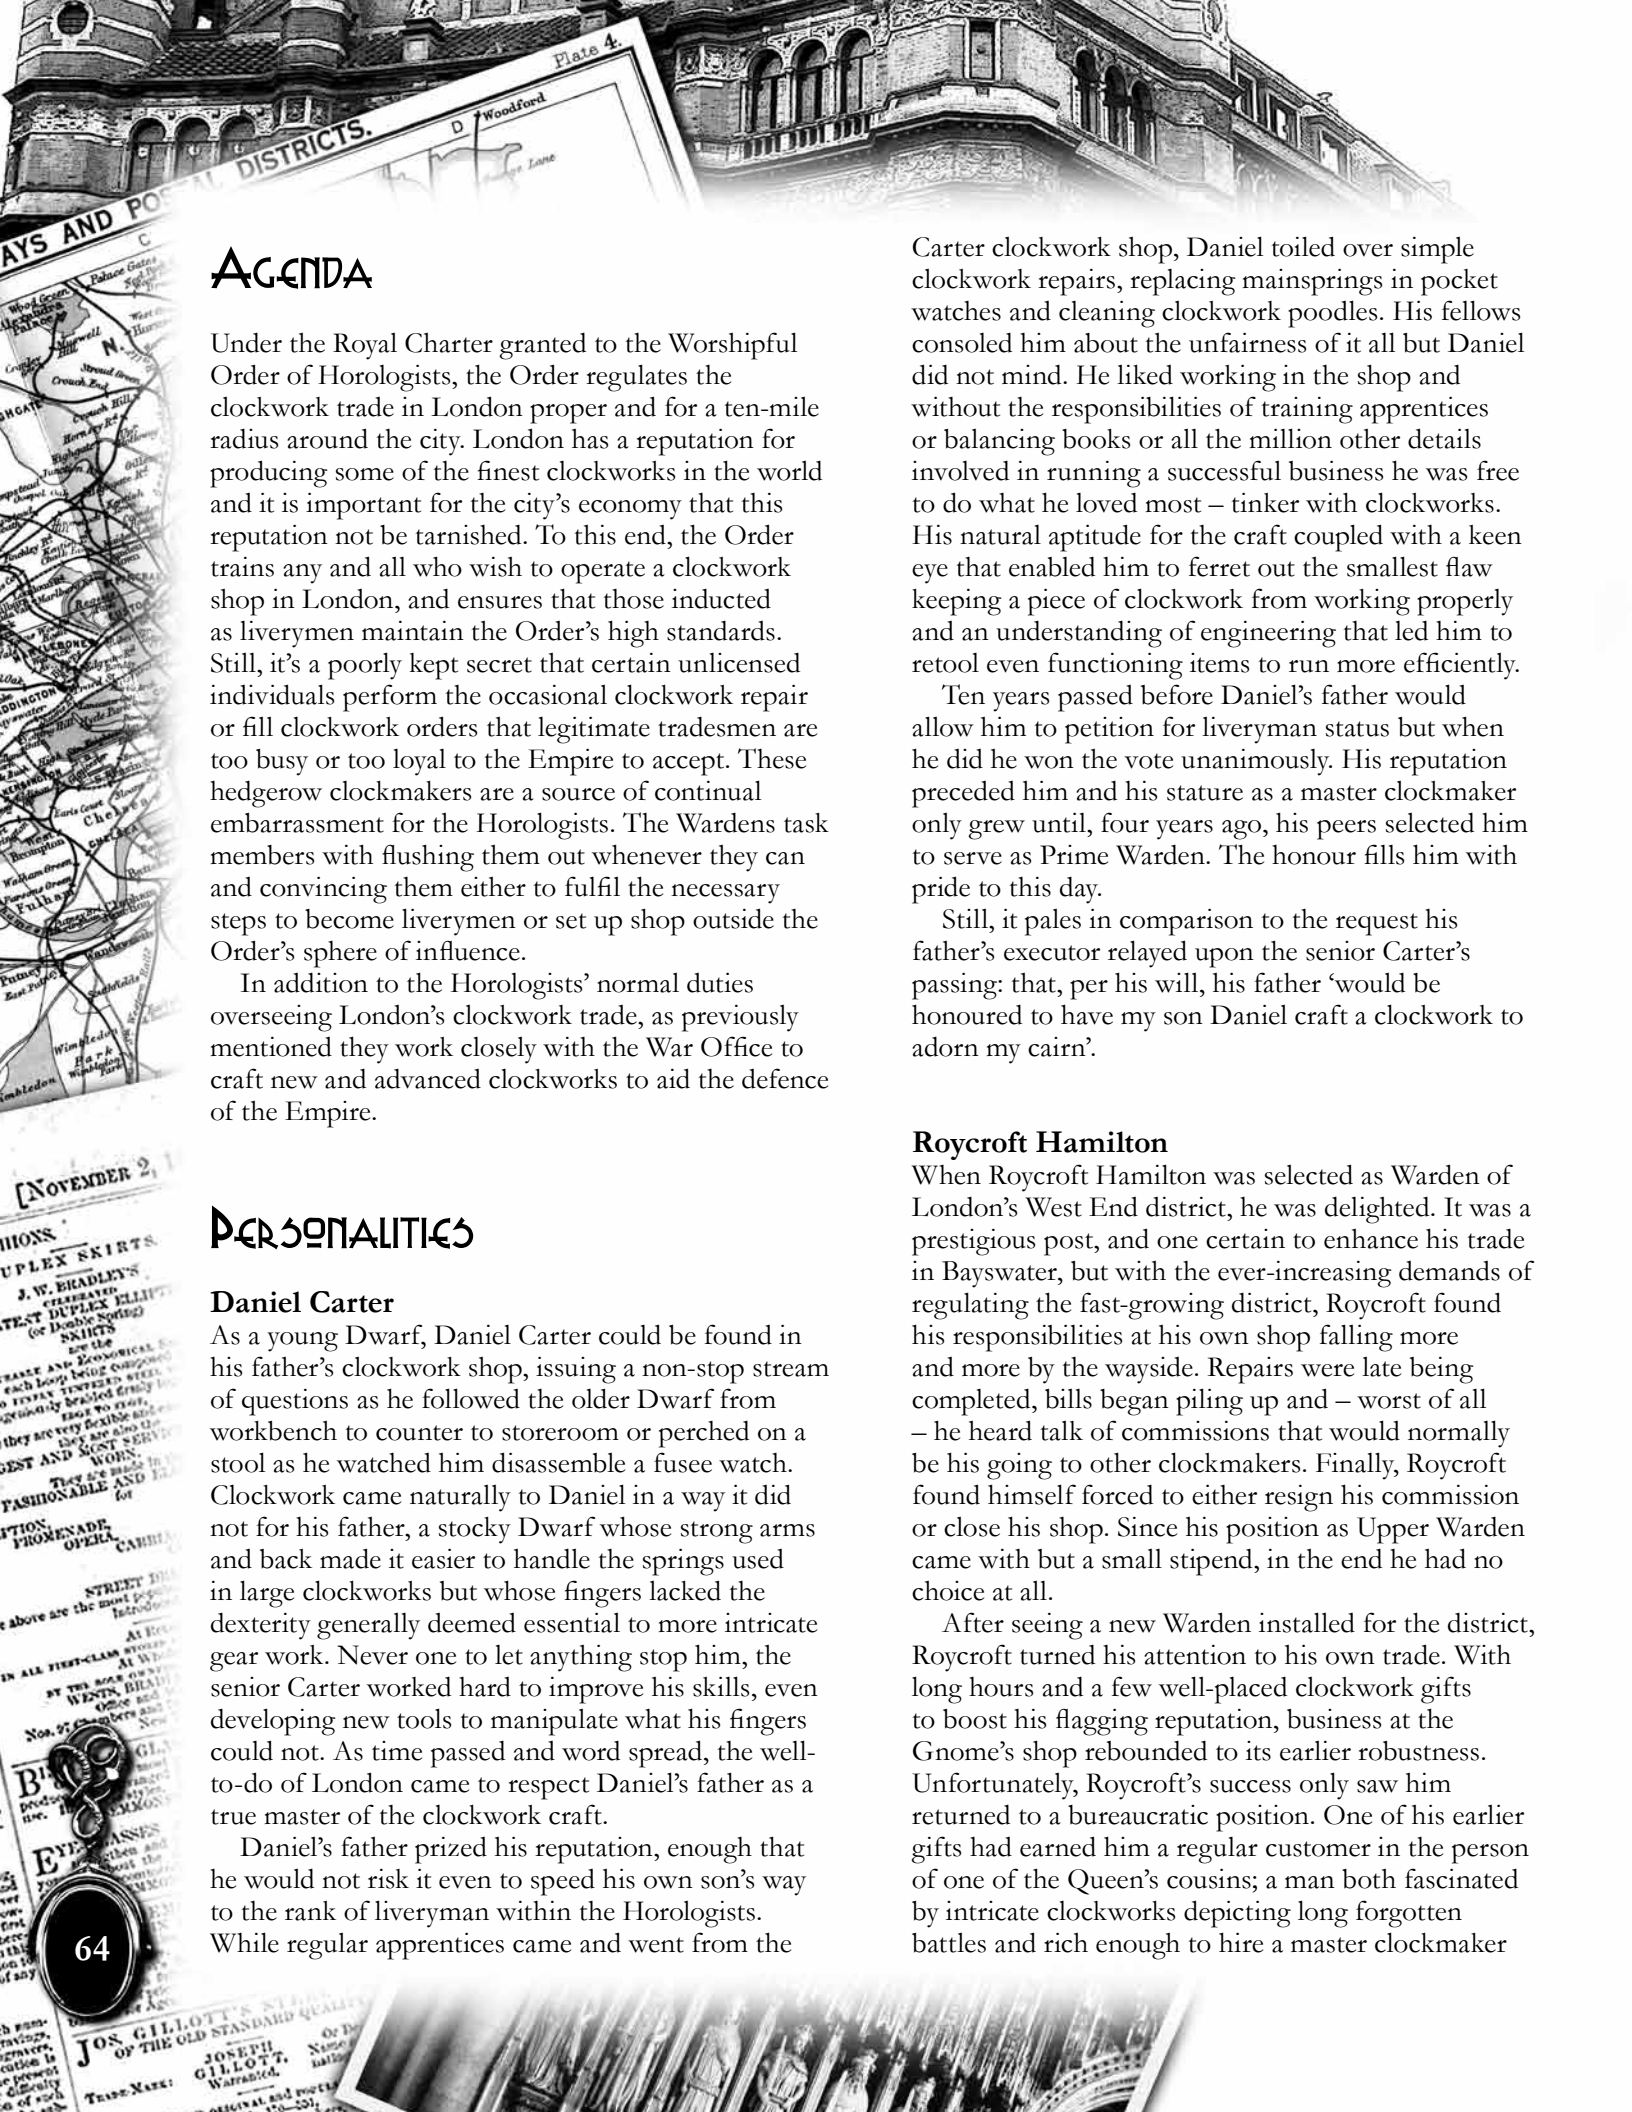 Plate 4.
DISTRICTS.
D
Woodford
AYS AND PO
C
AGENDA
Under the Royal Charter granted to the Worshipful
Order of Horologists, the Order regulates the
clockwork trade in London proper and for a ten-mile
radius around the city. London has a reputation for
producing some of the finest clockworks in the world
and it is important for the city’s economy that this
reputation not be tarnished. To this end, the Order
trains any and all who wish to operate a clockwork
shop in London, and ensures that those inducted
as liverymen maintain the Order’s high standards.
Still, it’s a poorly kept secret that certain unlicensed
individuals perform the occasional clockwork repair
or fill clockwork orders that legitimate tradesmen are
too busy or too loyal to the Empire to accept. These
hedgerow clockmakers are a source of continual
embarrassment for the Horologists. The Wardens task
members with flushing them out whenever they can
and convincing them either to fulfil the necessary
steps to become liverymen or set up shop outside the
Order’s sphere of influence.
In addition to the Horologists’ normal duties
overseeing London’s clockwork trade, as previously
mentioned they work closely with the War Office to
craft new and advanced clockworks to aid the defence
of the Empire.
PERSONALITIES
Daniel Carter
As a young Dwarf, Daniel Carter could be found in
his father’s clockwork shop, issuing a non-stop stream
of questions as he followed the older Dwarf from
workbench to counter to storeroom or perched on a
stool as he watched him disassemble a fusee watch.
Clockwork came naturally to Daniel in a way it did
not for his father, a stocky Dwarf whose strong arms
and back made it easier to handle the springs used
in large clockworks but whose fingers lacked the
dexterity generally deemed essential to more intricate
gear work. Never one to let anything stop him, the
senior Carter worked hard to improve his skills, even
developing new tools to manipulate what his fingers
could not. As time passed and word spread, the well-
to-do of London came to respect Daniel’s father as a
true master of the clockwork craft.
Daniel’s father prized his reputation, enough that
he would not risk it even to speed his own son’s way
to the rank of liveryman within the Horologists.
While regular apprentices came and went from the
Carter clockwork shop, Daniel toiled over simple
clockwork repairs, replacing mainsprings in pocket
watches and cleaning clockwork poodles. His fellows
consoled him about the unfairness of it all but Daniel
did not mind. He liked working in the shop and
without the responsibilities of training apprentices
or balancing books or all the million other details
involved in running a successful business he was free
to do what he loved most – tinker with clockworks.
His natural aptitude for the craft coupled with a keen
eye that enabled him to ferret out the smallest flaw
keeping a piece of clockwork from working properly
and an understanding of engineering that led him to
retool even functioning items to run more efficiently.
Ten years passed before Daniel’s father would
allow him to petition for liveryman status but when
he did he won the vote unanimously. His reputation
preceded him and his stature as a master clockmaker
only grew until, four years ago, his peers selected him
to serve as Prime Warden. The honour fills him with
pride to this day.
Still, it pales in comparison to the request his
father’s executor relayed upon the senior Carter’s
passing: that, per his will, his father ‘would be
honoured to have my son Daniel craft a clockwork to
adorn my cairn’.
Roycroft Hamilton
When Roycroft Hamilton was selected as Warden of
London’s West End district, he was delighted. It was a
prestigious post, and one certain to enhance his trade
in Bayswater, but with the ever-increasing demands of
regulating the fast-growing district, Roycroft found
his responsibilities at his own shop falling more
and more by the wayside. Repairs were late being
completed, bills began piling up and – worst of all
– he heard talk of commissions that would normally
be his going to other clockmakers. Finally, Roycroft
found himself forced to either resign his commission
or close his shop. Since his position as Upper Warden
came with but a small stipend, in the end he had no
choice at all.
After seeing a new Warden installed for the district,
Roycroft turned his attention to his own trade. With
long hours and a few well-placed clockwork gifts
to boost his flagging reputation, business at the
Gnome’s shop rebounded to its earlier robustness.
Unfortunately, Roycroft’s success only saw him
returned to a bureaucratic position. One of his earlier
gifts had earned him a regular customer in the person
of one of the Queen’s cousins; a man both fascinated
by intricate clockworks depicting long forgotten
battles and rich enough to hire a master clockmaker
[NOVEMBER 2,
UPLEX SKIRTS
J. W. BRADLEY'S
64
JOS. GILLOTT'S
OF THE OLD STANDARD QUALIT
JOSEPH
GILLOTT,
Warranted.
TRADE MARK: